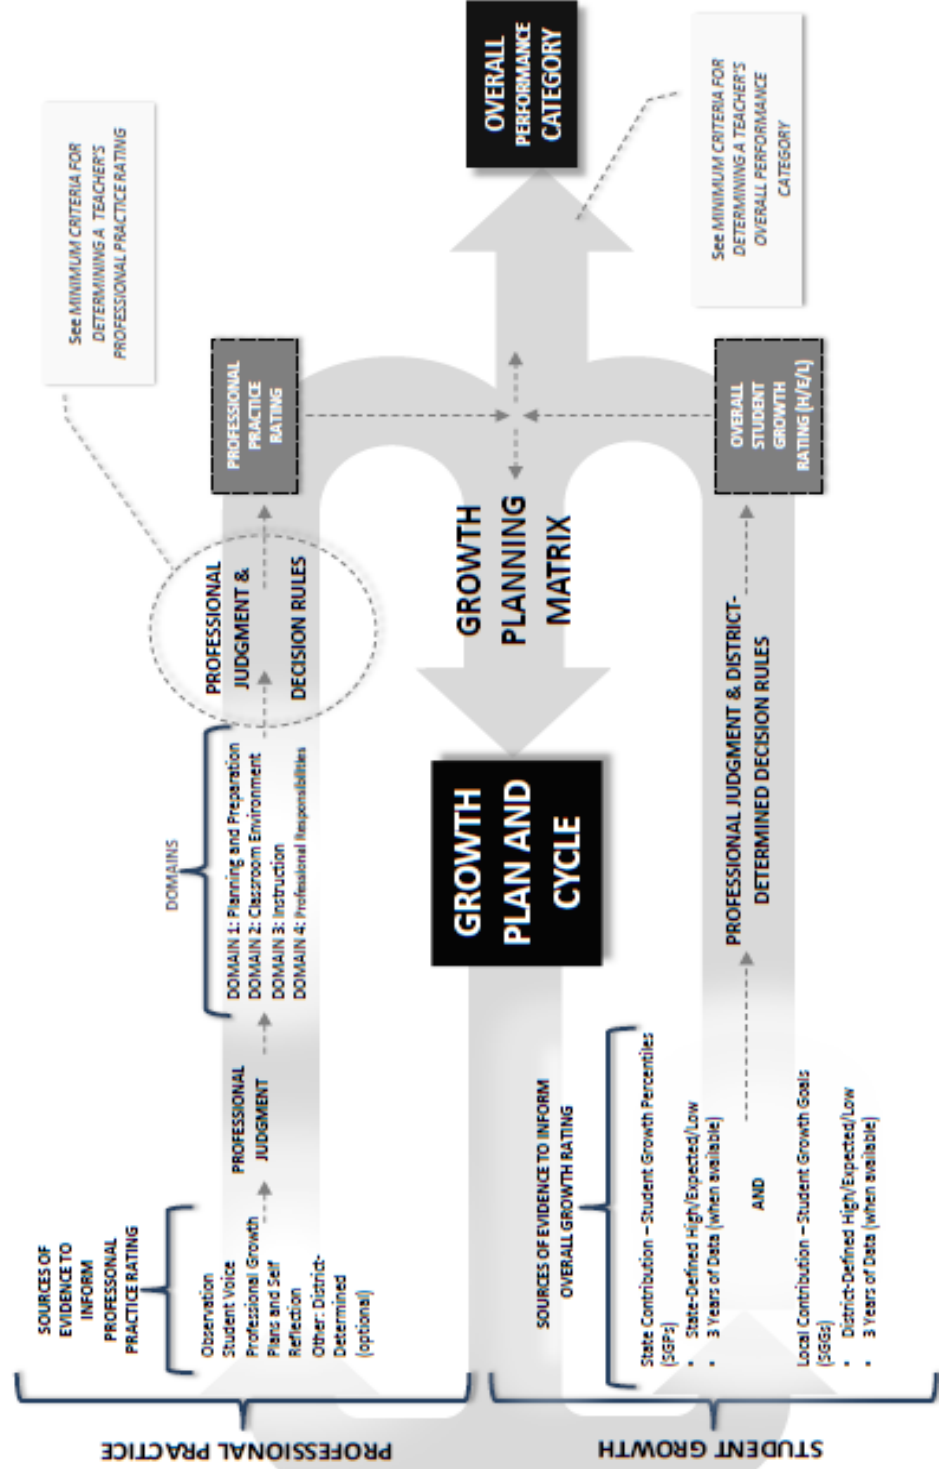 PROFESSIONAL PRACTICE
SOURCES OF
EVIDENCE TO
INFORM
PROFESSIONAL
PRACTICE RATING
Observation
Student Voice
Professional Growth
Plans and Self
Reflection
Other: District-
Determined
(optional)
PROFESSIONAL
JUDGMENT
DOMAINS
DOMAIN 1: Planning and Preparation
DOMAIN 2: Classroom Environment
DOMAIN 3: Instruction
DOMAIN 4: Professional Responsibilities
PROFESSIONAL
JUDGMENT &
DECISION RULES
PROFESSIONAL
PRACTICE
RATING
See MINIMUM CRITERIA FOR
DETERMINING A TEACHER'S
PROFESSIONAL PRACTICE RATING
GROWTH
PLAN AND
CYCLE
GROWTH
PLANNING
MATRIX
OVERALL
PERFORMANCE
CATEGORY
See MINIMUM CRITERIA FOR
DETERMINING A TEACHER'S
OVERALL PERFORMANCE
CATEGORY
STUDENT GROWTH
SOURCES OF EVIDENCE TO INFORM
OVERALL GROWTH RATING
State Contribution – Student Growth Percentiles
(SGPs)
• State-Defined High/Expected/Low
• 3 Years of Data (when available)
AND
Local Contribution – Student Growth Goals
(SGGs)
• District-Defined High/Expected/Low
• 3 Years of Data (when available)
PROFESSIONAL JUDGMENT & DISTRICT-
DETERMINED DECISION RULES
OVERALL
STUDENT
GROWTH
RATING (H/E/L)